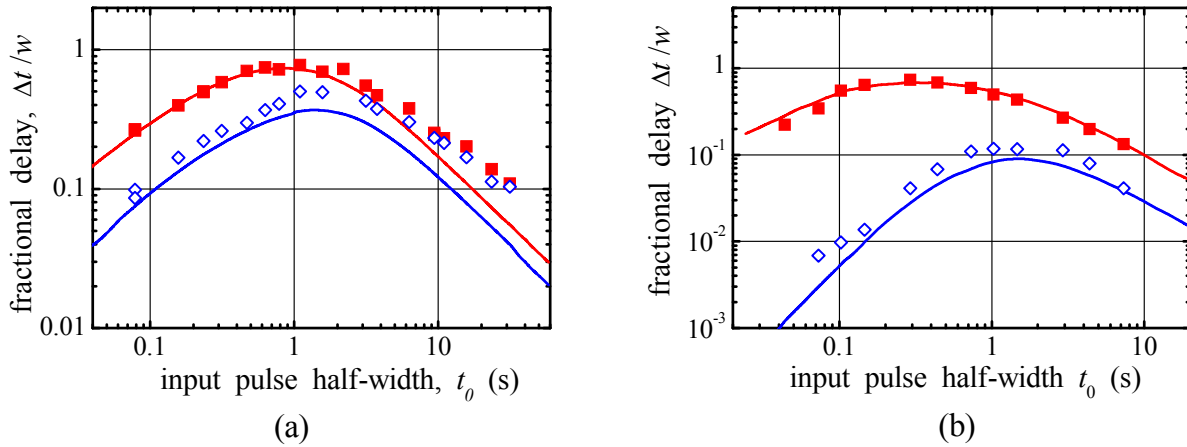 fractional delay, Δt/w
1
0.1
0.01
0.1 1 10
input pulse half-width, t₀ (s)
(a)
fractional delay Δt/w
10⁰
10⁻¹
10⁻²
10⁻³
0.1 1 10
input pulse half-width t₀ (s)
(b)